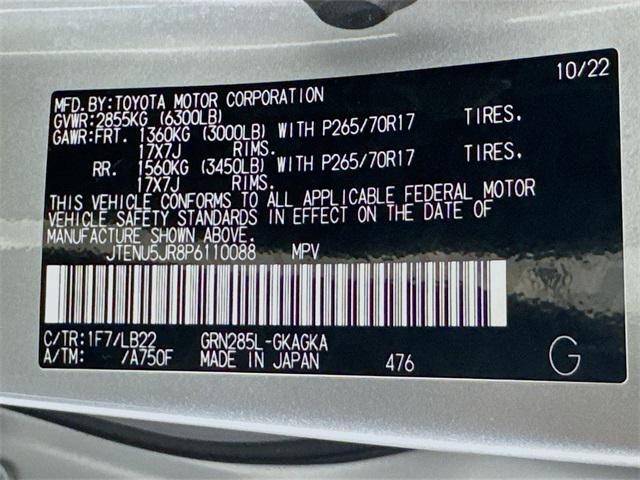 10/22
MFD.BY:TOYOTA MOTOR CORPORATION
GVWR:2855KG (6300LB)
GAWR:FRT. 1360KG (3000LB) WITH P265/70R17 TIRES.
17X7J RIMS.
RR. 1560KG (3450LB) WITH P265/70R17 TIRES.
17X7J RIMS.
THIS VEHICLE CONFORMS TO ALL APPLICABLE FEDERAL MOTOR
VEHICLE SAFETY STANDARDS IN EFFECT ON THE DATE OF
MANUFACTURE SHOWN ABOVE.
JTENU5JR8P6110088 MPV
C/TR:1F7/LB22 GRN285L-GKAGKA
A/TM: /A750F MADE IN JAPAN 476 G